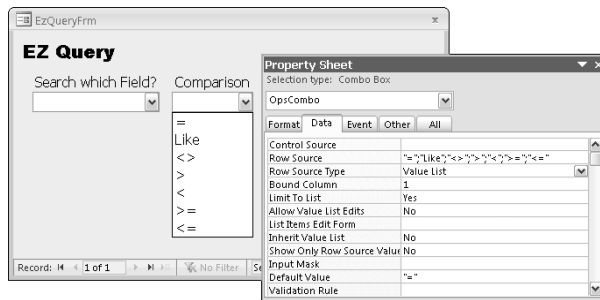 EzQueryFrm
x
EZ Query
Search which Field?
Comparison
=
Like
<>
>
<
>=
<=
Record: 1 of 1 No Filter Se
Property Sheet
Selection type: Combo Box
OpsCombo
Format Data Event Other All
Control Source
Row Source "=";"Like";"<>";">";"<";">=";"<="
Row Source Type Value List
Bound Column 1
Limit To List Yes
Allow Value List Edits No
List Items Edit Form
Inherit Value List No
Show Only Row Source Value No
Input Mask
Default Value "="
Validation Rule